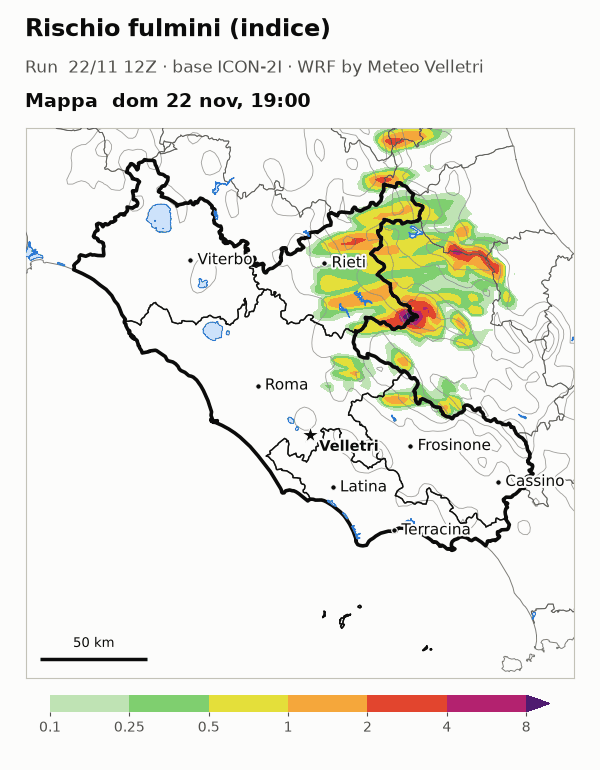 Rischio fulmini (indice)
Run 22/11 12Z · base ICON-2I · WRF by Meteo Velletri
Mappa dom 22 nov, 19:00
Viterbo
Rieti
Roma
Velletri
Frosinone
Latina
Cassino
Terracina
50 km
0.1 0.25 0.5 1 2 4 8